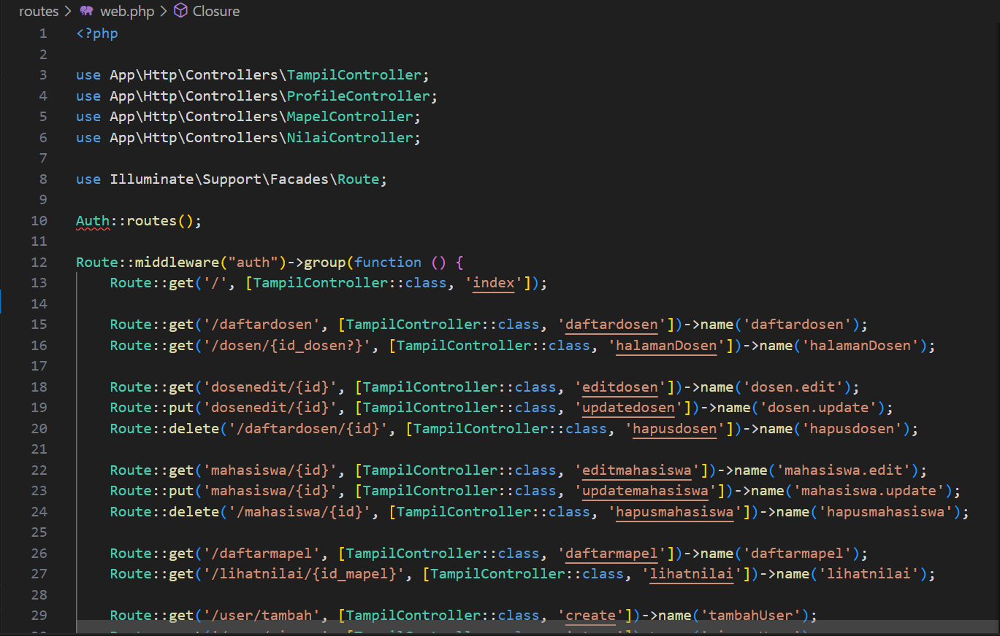 routes > web.php > Closure
1 <?php
2
3 use App\Http\Controllers\TampilController;
4 use App\Http\Controllers\ProfileController;
5 use App\Http\Controllers\MapelController;
6 use App\Http\Controllers\NilaiController;
7
8 use Illuminate\Support\Facades\Route;
9
10 Auth::routes();
11
12 Route::middleware("auth")->group(function () {
13 Route::get('/', [TampilController::class, 'index']);
14
15 Route::get('/daftardosen', [TampilController::class, 'daftardosen'])->name('daftardosen');
16 Route::get('/dosen/{id_dosen?}', [TampilController::class, 'halamanDosen'])->name('halamanDosen');
17
18 Route::get('dosenedit/{id}', [TampilController::class, 'editdosen'])->name('dosen.edit');
19 Route::put('dosenedit/{id}', [TampilController::class, 'updatedosen'])->name('dosen.update');
20 Route::delete('/daftardosen/{id}', [TampilController::class, 'hapusdosen'])->name('hapusdosen');
21
22 Route::get('mahasiswa/{id}', [TampilController::class, 'editmahasiswa'])->name('mahasiswa.edit');
23 Route::put('mahasiswa/{id}', [TampilController::class, 'updatemahasiswa'])->name('mahasiswa.update');
24 Route::delete('/mahasiswa/{id}', [TampilController::class, 'hapusmahasiswa'])->name('hapusmahasiswa');
25
26 Route::get('/daftarmapel', [TampilController::class, 'daftarmapel'])->name('daftarmapel');
27 Route::get('/lihatnilai/{id_mapel}', [TampilController::class, 'lihatnilai'])->name('lihatnilai');
28
29 Route::get('/user/tambah', [TampilController::class, 'create'])->name('tambahUser');